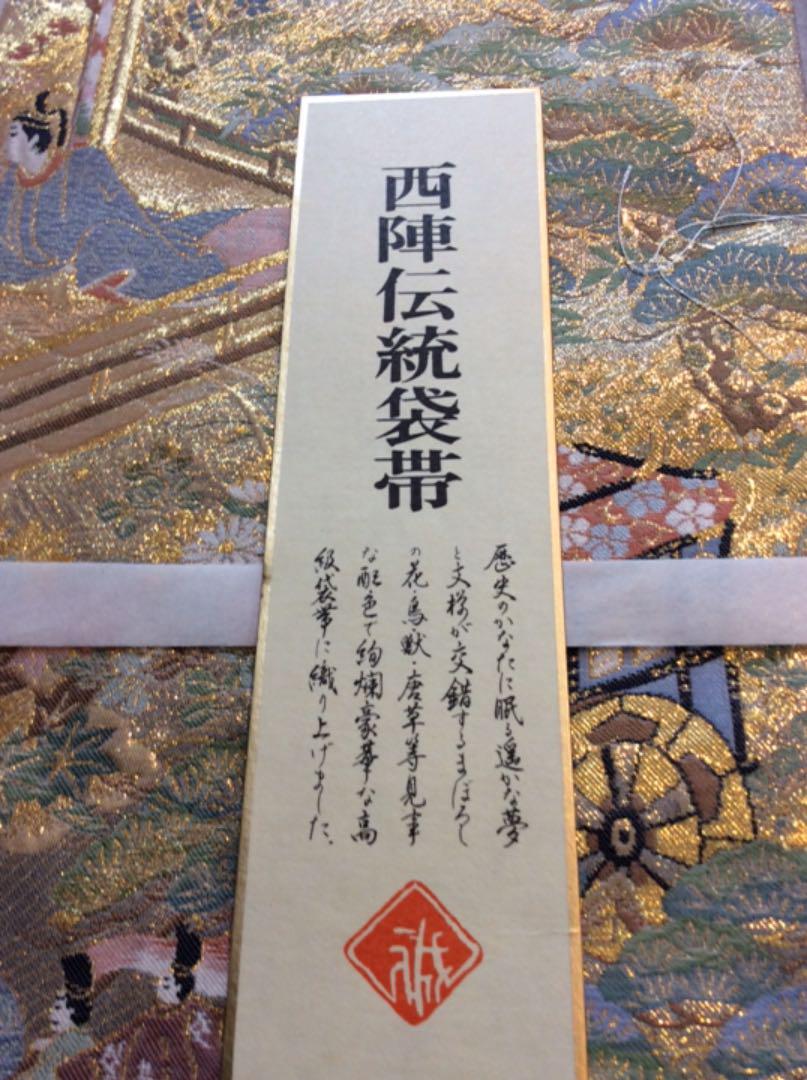 西陣伝統袋帯
歴史のかなたに眠る遥かな夢
と文様が交錯するまぼろし
の花・鳥獣・唐草等見事
な配色で絢爛豪華な高
級袋帯に織り上げました、